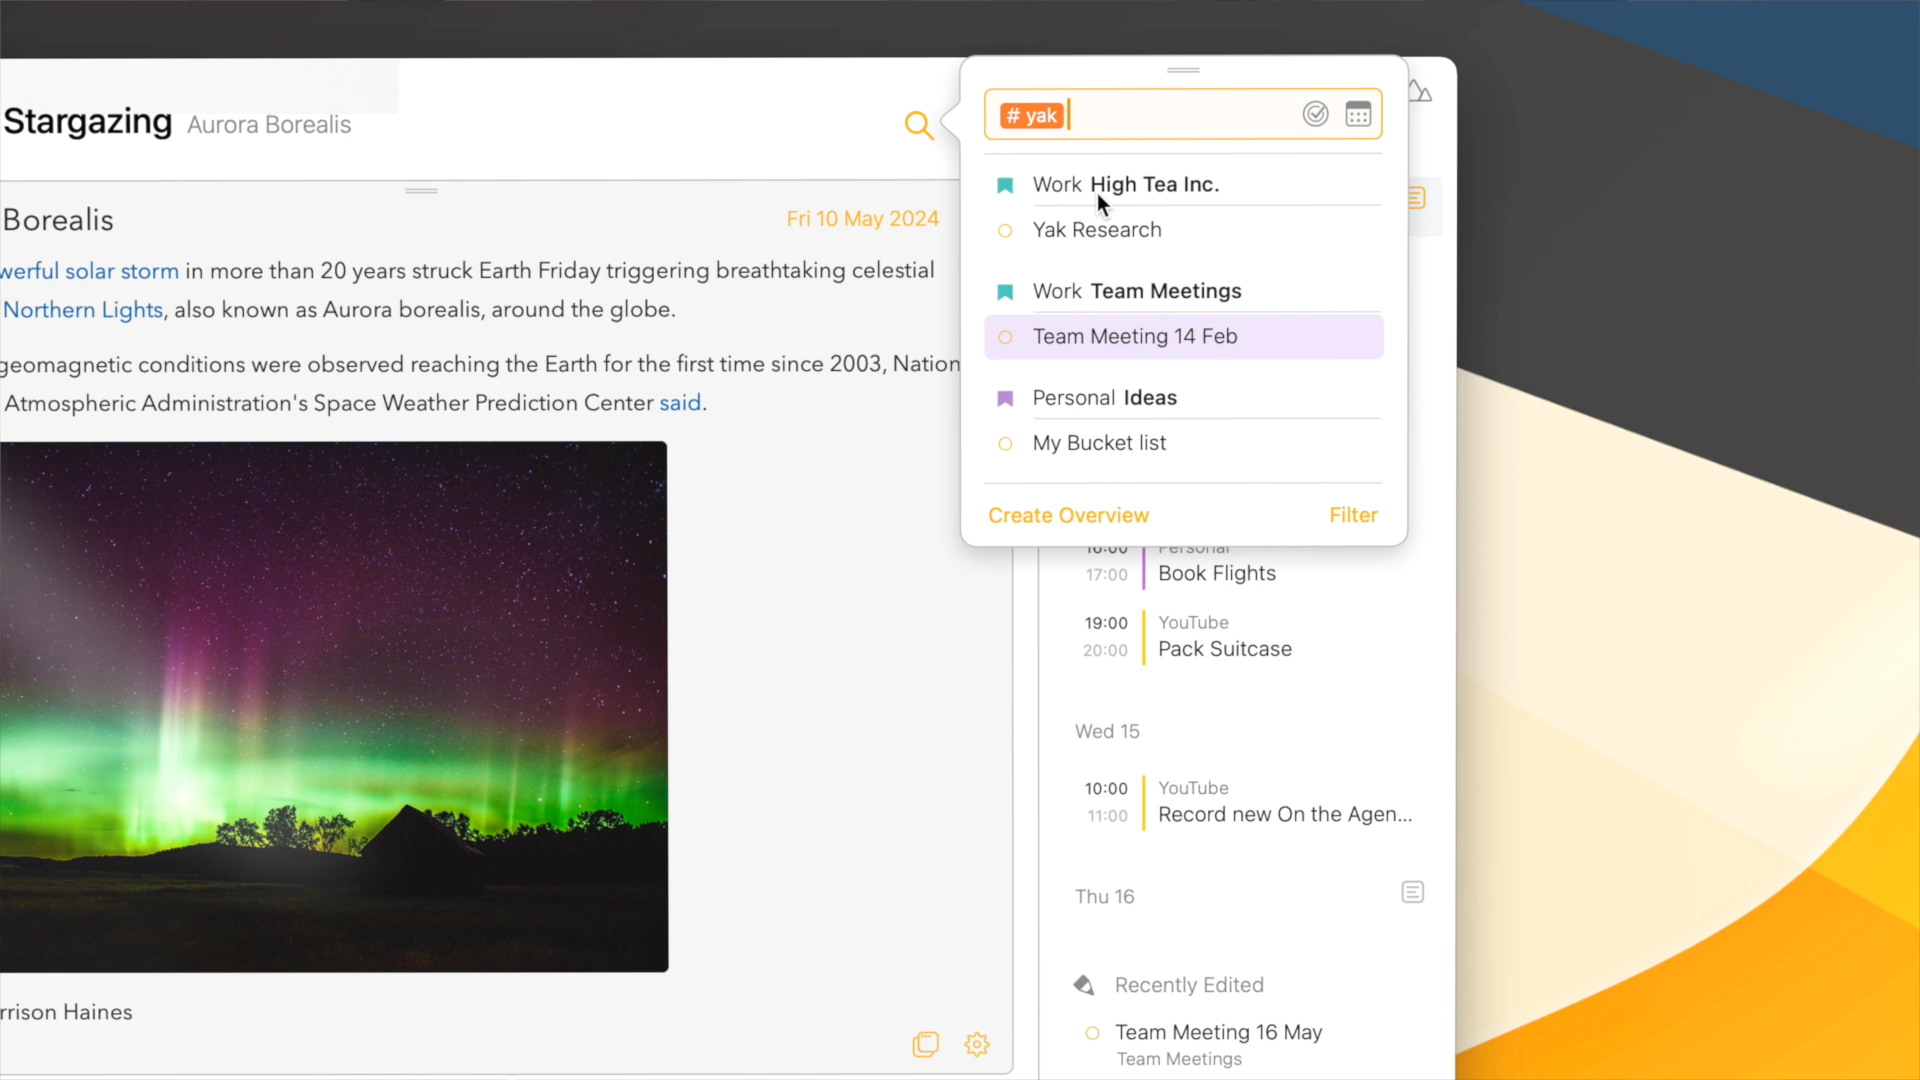 Stargazing Aurora Borealis
Borealis
Fri 10 May 2024
werful solar storm in more than 20 years struck Earth Friday triggering breathtaking celestial
Northern Lights, also known as Aurora borealis, around the globe.
geomagnetic conditions were observed reaching the Earth for the first time since 2003, Nation
Atmospheric Administration's Space Weather Prediction Center said.
rrison Haines
# yak
Work High Tea Inc.
Yak Research
Work Team Meetings
Team Meeting 14 Feb
Personal Ideas
My Bucket list
Create Overview
Filter
16:00 Personal
17:00 Book Flights
19:00 YouTube
20:00 Pack Suitcase
Wed 15
10:00 YouTube
11:00 Record new On the Agen...
Thu 16
Recently Edited
Team Meeting 16 May
Team Meetings